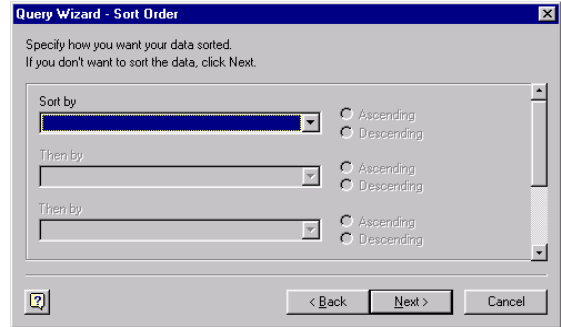 Query Wizard - Sort Order
Specify how you want your data sorted.
If you don't want to sort the data, click Next.
Sort by
Ascending
Descending
Then by
Ascending
Descending
Then by
Ascending
Descending
< Back Next > Cancel